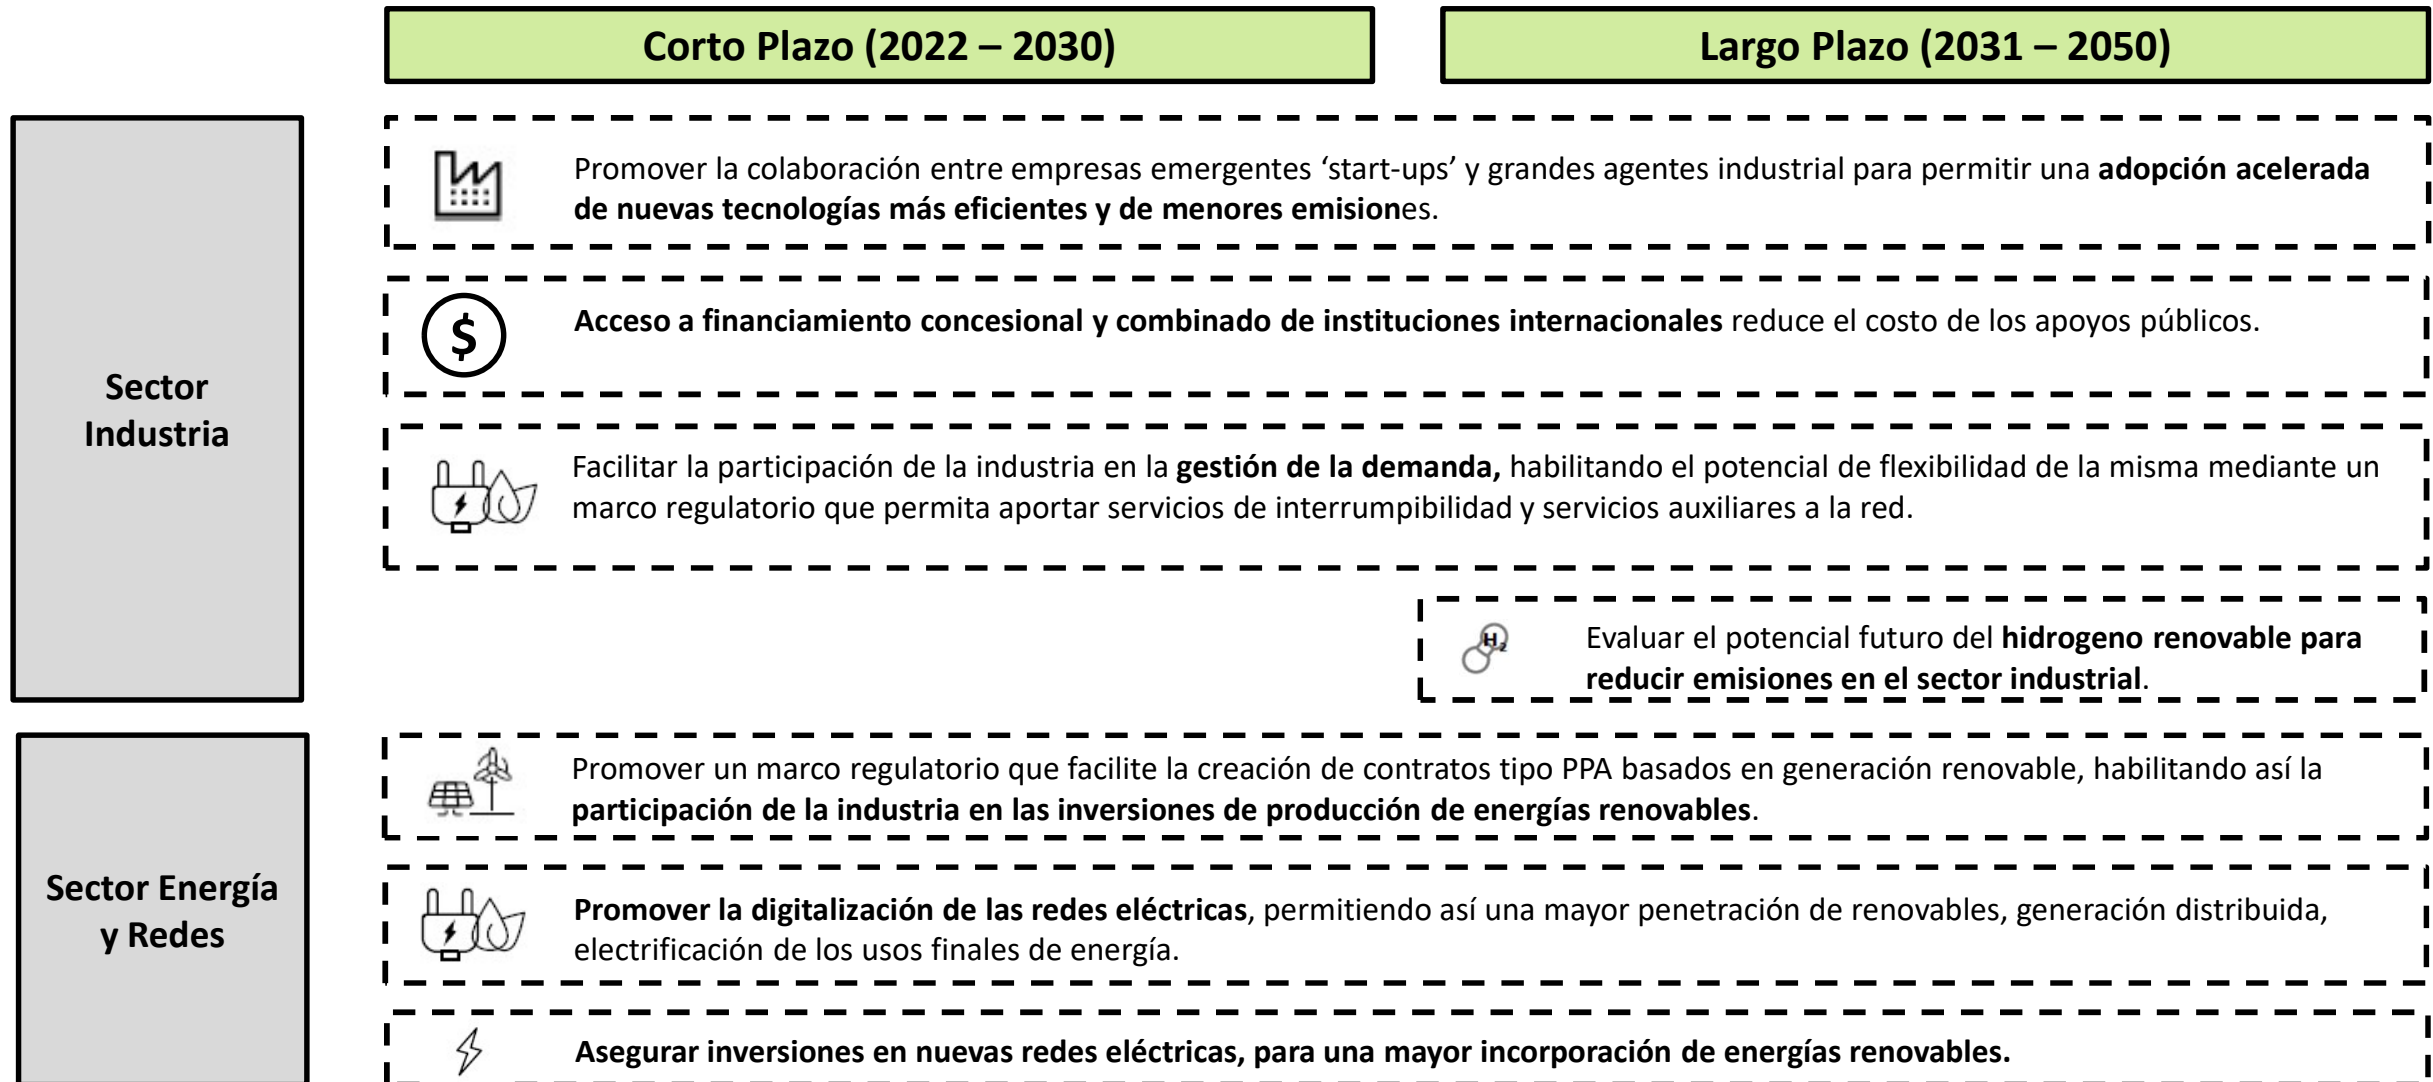 Corto Plazo (2022 – 2030)
Largo Plazo (2031 – 2050)
Sector
Industria
Promover la colaboración entre empresas emergentes ‘start-ups’ y grandes agentes industrial para permitir una adopción acelerada
de nuevas tecnologías más eficientes y de menores emisiones.
$
Acceso a financiamiento concesional y combinado de instituciones internacionales reduce el costo de los apoyos públicos.
Facilitar la participación de la industria en la gestión de la demanda, habilitando el potencial de flexibilidad de la misma mediante un
marco regulatorio que permita aportar servicios de interrumpibilidad y servicios auxiliares a la red.
H2
Evaluar el potencial futuro del hidrogeno renovable para
reducir emisiones en el sector industrial.
Sector Energía
y Redes
Promover un marco regulatorio que facilite la creación de contratos tipo PPA basados en generación renovable, habilitando así la
participación de la industria en las inversiones de producción de energías renovables.
Promover la digitalización de las redes eléctricas, permitiendo así una mayor penetración de renovables, generación distribuida,
electrificación de los usos finales de energía.
Asegurar inversiones en nuevas redes eléctricas, para una mayor incorporación de energías renovables.